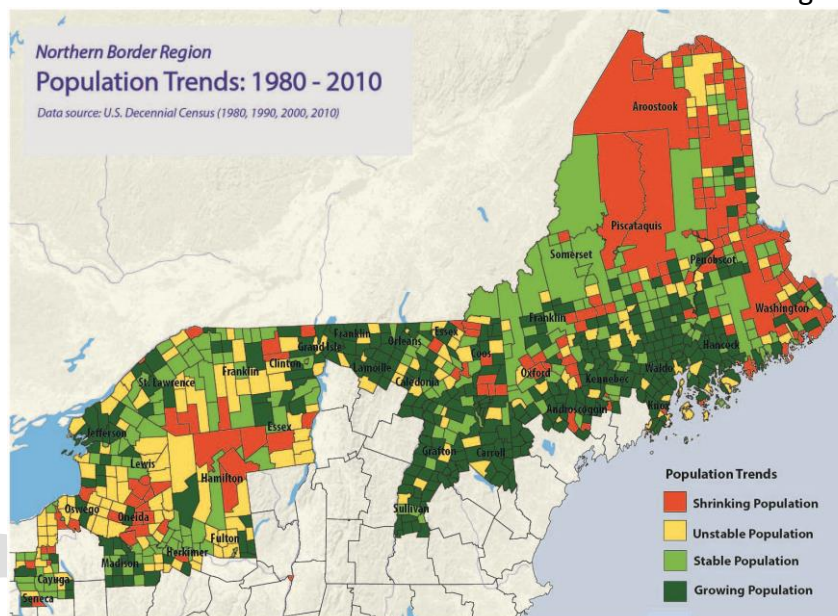 Northern Border Region
Population Trends: 1980 - 2010
Data source: U.S. Decennial Census (1980, 1990, 2000, 2010)
Aroostook
Piscataquis
Somerset
Penobscot
Washington
Franklin
Hancock
Essex
Coos
Oxford
Kennebec
Waldo
Knox
Androscoggin
Franklin
Orleans
Grand Isle
Lamoille
Caledonia
Clinton
Franklin
St. Lawrence
Essex
Jefferson
Lewis
Hamilton
Grafton
Carroll
Sullivan
Oswego
Oneida
Fulton
Herkimer
Madison
Cayuga
Seneca
Population Trends
Shrinking Population
Unstable Population
Stable Population
Growing Population